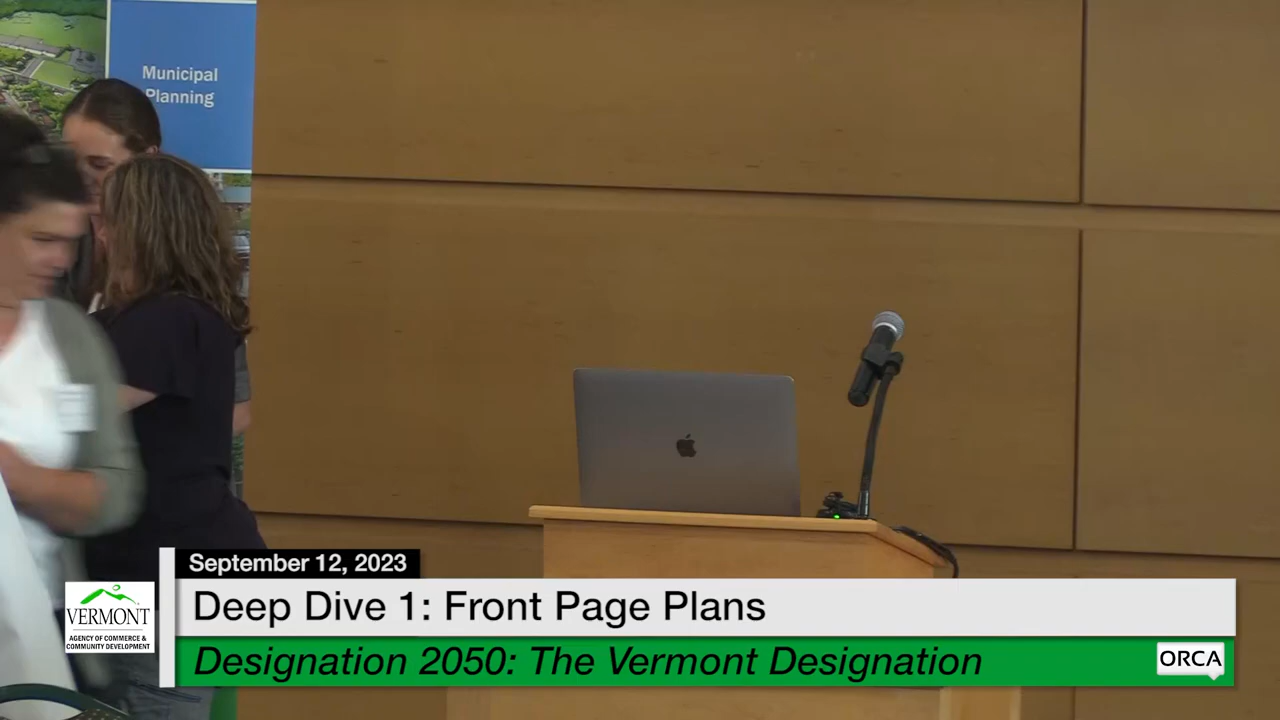 Municipal
Planning
September 12, 2023
Deep Dive 1: Front Page Plans
VERMONT
AGENCY OF COMMERCE &
COMMUNITY DEVELOPMENT
Designation 2050: The Vermont Designation
ORCA